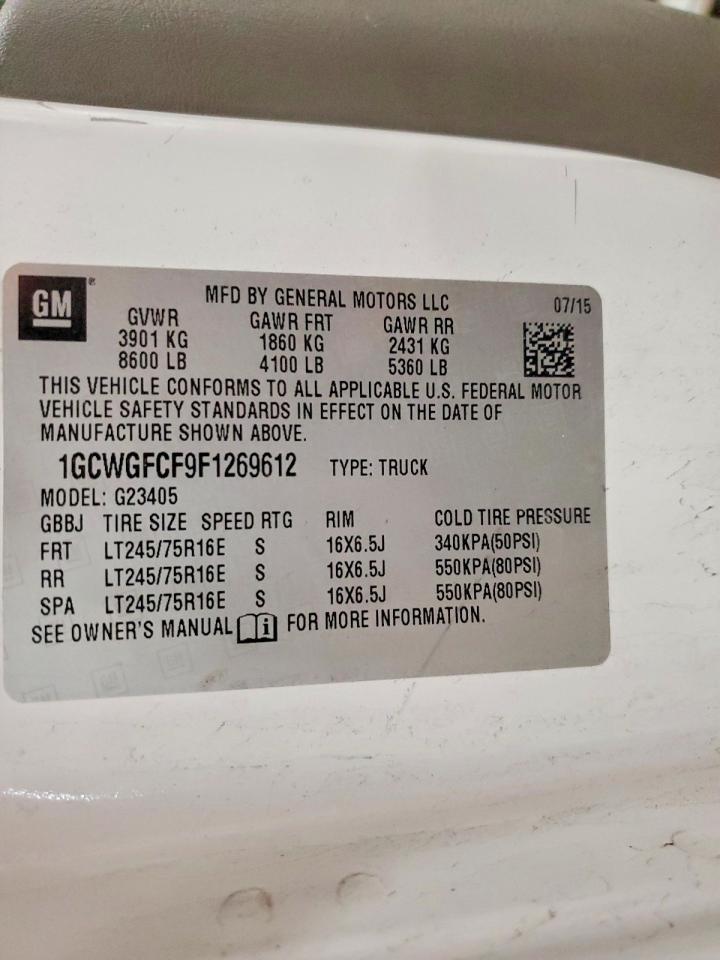 GM ® MFD BY GENERAL MOTORS LLC 07/15
GVWR GAWR FRT GAWR RR
3901 KG 1860 KG 2431 KG
8600 LB 4100 LB 5360 LB
THIS VEHICLE CONFORMS TO ALL APPLICABLE U.S. FEDERAL MOTOR
VEHICLE SAFETY STANDARDS IN EFFECT ON THE DATE OF
MANUFACTURE SHOWN ABOVE.
1GCWGFCF9F1269612 TYPE: TRUCK
MODEL: G23405
GBBJ TIRE SIZE SPEED RTG RIM COLD TIRE PRESSURE
FRT LT245/75R16E S 16X6.5J 340KPA(50PSI)
RR LT245/75R16E S 16X6.5J 550KPA(80PSI)
SPA LT245/75R16E S 16X6.5J 550KPA(80PSI)
SEE OWNER'S MANUAL i FOR MORE INFORMATION.
GM GM GM